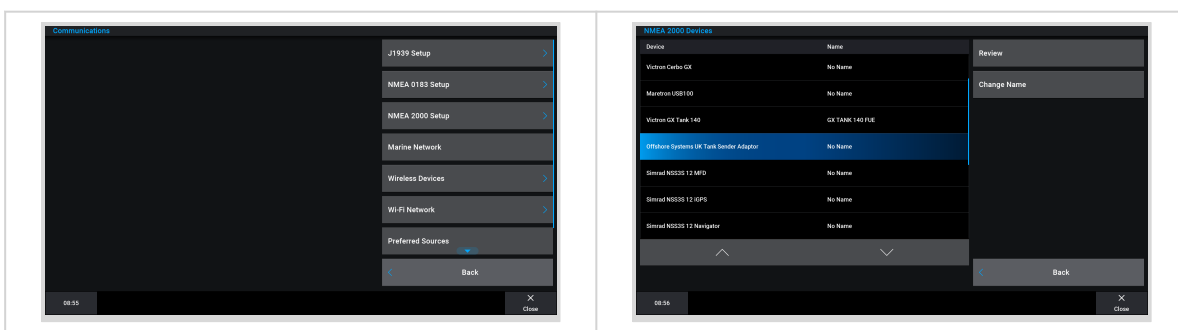 Communications
J1939 Setup
NMEA 0183 Setup
NMEA 2000 Setup
Marine Network
Wireless Devices
Wi-Fi Network
Preferred Sources
Back
08:55
Close
NMEA 2000 Devices
Device Name
Victron Cerbo GX No Name
Maretron USB100 No Name
Victron GX Tank 140 GX TANK 140 FUE
Offshore Systems UK Tank Sender Adaptor No Name
Simrad NSS3S 12 MFD No Name
Simrad NSS3S 12 iGPS No Name
Simrad NSS3S 12 Navigator No Name
Review
Change Name
Back
08:56
Close